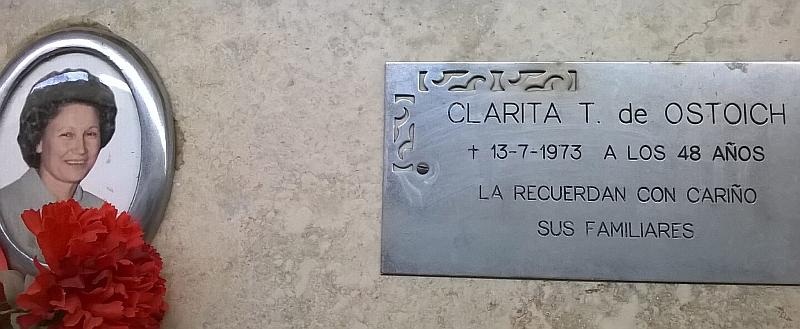 CLARITA T. de OSTOICH
† 13-7-1973 A LOS 48 AÑOS
LA RECUERDAN CON CARIÑO
SUS FAMILIARES